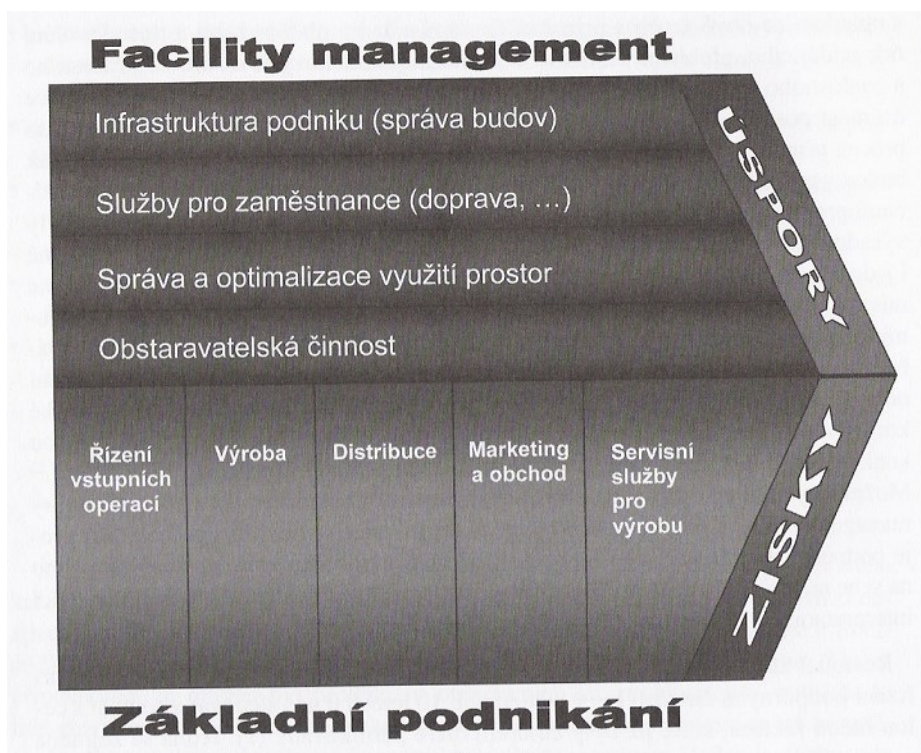 Facility management
Infrastruktura podniku (správa budov)
Služby pro zaměstnance (doprava, …)
Správa a optimalizace využití prostor
Obstaravatelská činnost
USPORY
Řízení
vstupních
operací
Výroba
Distribuce
Marketing
a obchod
Servisní
služby
pro
výrobu
ZISKY
Základní podnikání